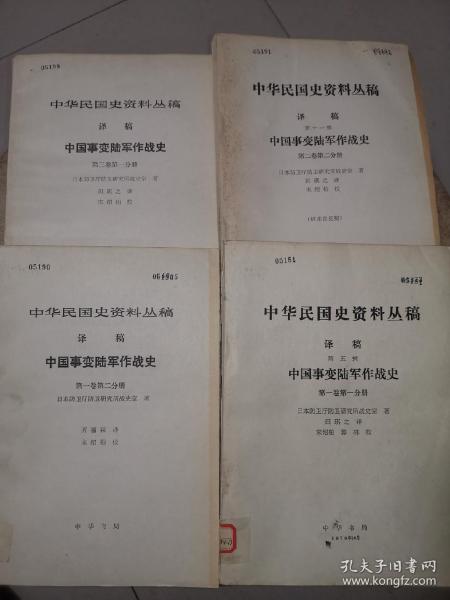 05188
中华民国史资料丛稿
译稿
中国事变陆军作战史
第三卷第一分册
日本防卫厅防卫研究所战史室 著
田琪之 译
宋绍柏 校
05191
中华民国史资料丛稿
译稿
第十一辑
中国事变陆军作战史
第二卷第二分册
日本防卫厅防卫研究所战史室 著
田琪之 译
宋绍柏 校
05190
中华民国史资料丛稿
译稿
中国事变陆军作战史
第一卷第二分册
日本防卫厅防卫研究所战史室 著
译
宋绍柏 校
中华书局
中华民国史资料丛稿
译稿
第五辑
中国事变陆军作战史
第一卷第一分册
日本防卫厅防卫研究所战史室 著
田琪之 译
宋绍柏 校
中华书局
孔夫子旧书网
www.kongfz.com